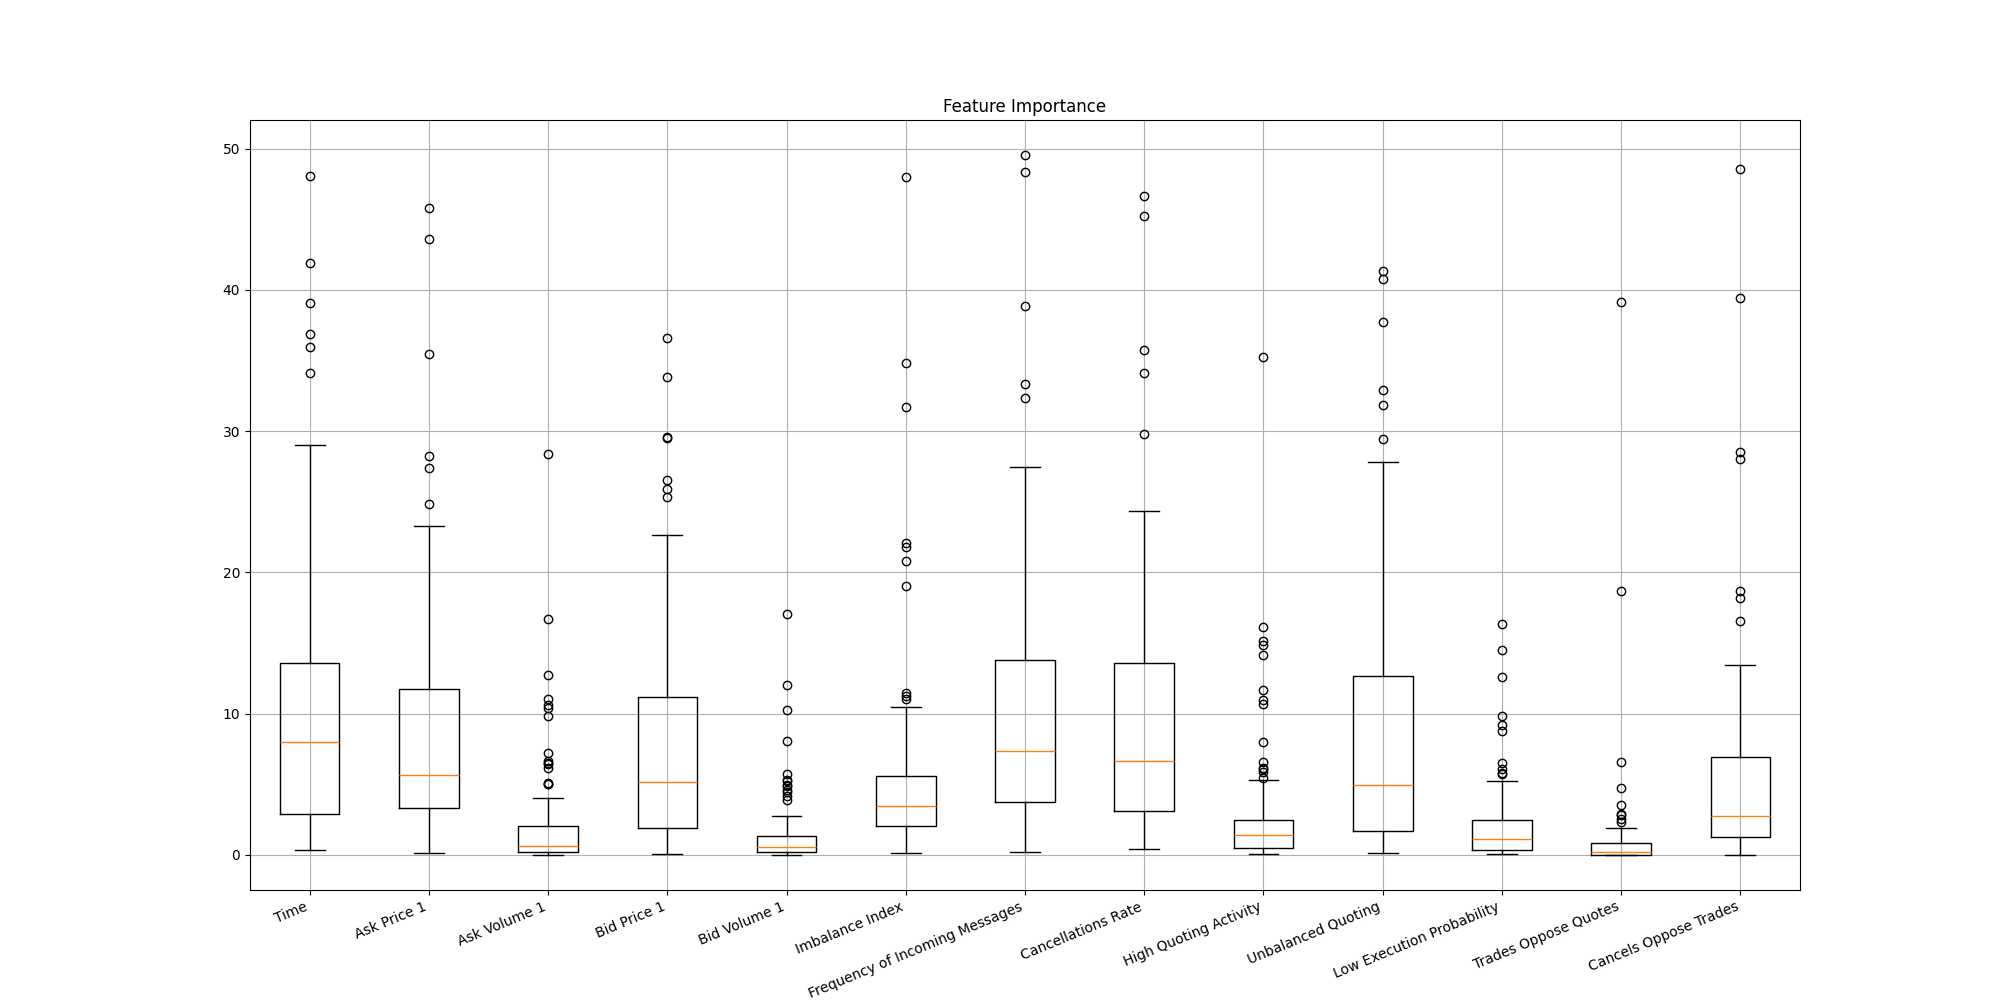 Feature Importance
50
40
30
20
10
0
Time
Ask Price 1
Ask Volume 1
Bid Price 1
Bid Volume 1
Imbalance Index
Frequency of Incoming Messages
Cancellations Rate
High Quoting Activity
Unbalanced Quoting
Low Execution Probability
Trades Oppose Quotes
Cancels Oppose Trades